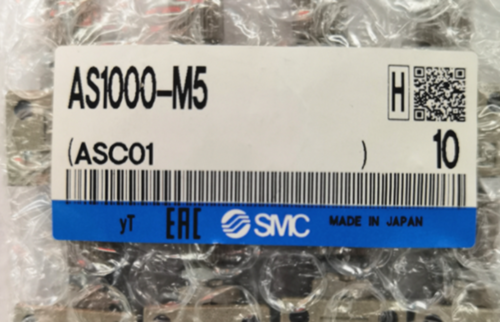 AS1000-M5
H
(ASC01 )
10
yT EAC SMC MADE IN JAPAN